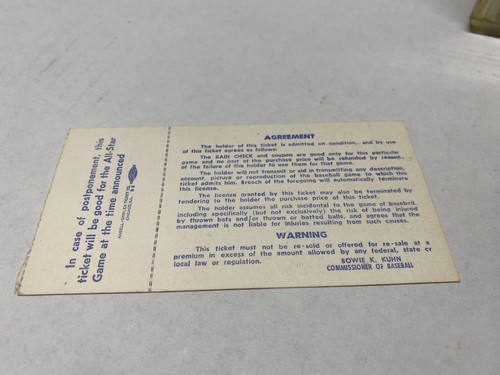 In case of postponement, this
ticket will be good for the All-Star
Game at the time announced
AGREEMENT
The holder of this ticket is admitted on condition, and by use
of this ticket agrees as follows:
The RAIN CHECK and coupon are good only for this particular
game and no part of the purchase price will be refunded by reason
of the failure of the holder to use them for that game.
The holder will not transmit or aid in transmitting any description,
account, picture or reproduction of the baseball game to which this
ticket admits him. Breach of the foregoing will automatically terminate
this license.
The license granted by this ticket may also be terminated by
tendering to the holder the purchase price of this ticket.
The holder assumes all risk incidental to the game of baseball,
including specifically (but not exclusively) the risk of being injured
by thrown bats and/or thrown or batted balls, and agrees that the
management is not liable for injuries resulting from such causes.
WARNING
This ticket must not be re-sold or offered for re-sale at a
premium in excess of the amount allowed by any federal, state or
local law or regulation.
BOWIE K. KUHN
COMMISSIONER OF BASEBALL